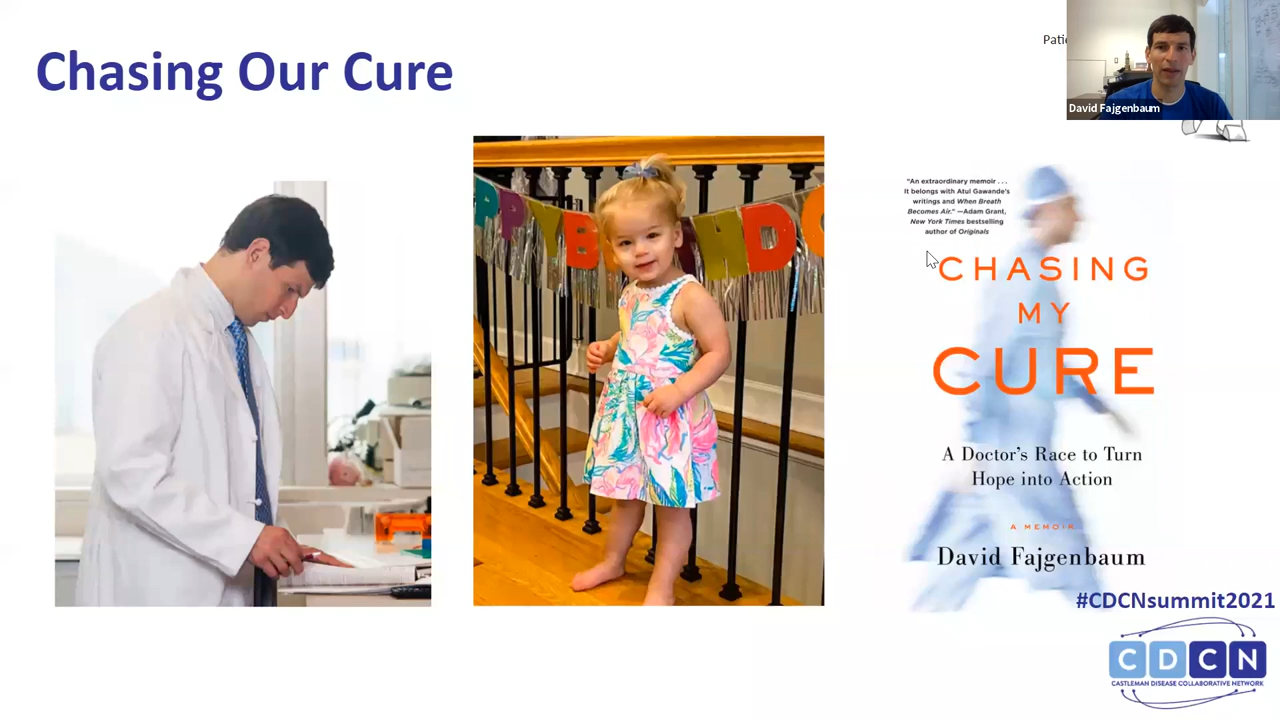 Chasing Our Cure
Patie
David Fajgenbaum
"An extraordinary memoir . . .
It belongs with Atul Gawande's
writings and When Breath
Becomes Air." —Adam Grant,
New York Times bestselling
author of Originals
CHASING
MY
CURE
A Doctor's Race to Turn
Hope into Action
A MEMOIR
David Fajgenbaum
#CDCNsummit2021
CDCN
CASTLEMAN DISEASE COLLABORATIVE NETWORK